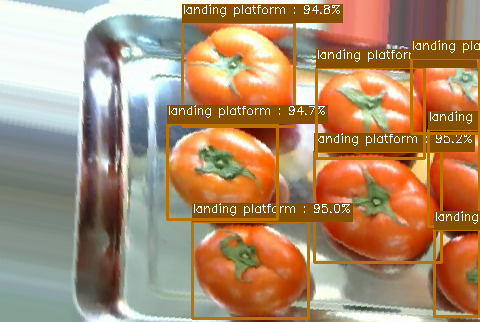 landing platform : 94.8%
landing pla
landing platform
landing platform : 94.7%
landing
landing platform : 95.2%
landing platform : 95.0%
landing